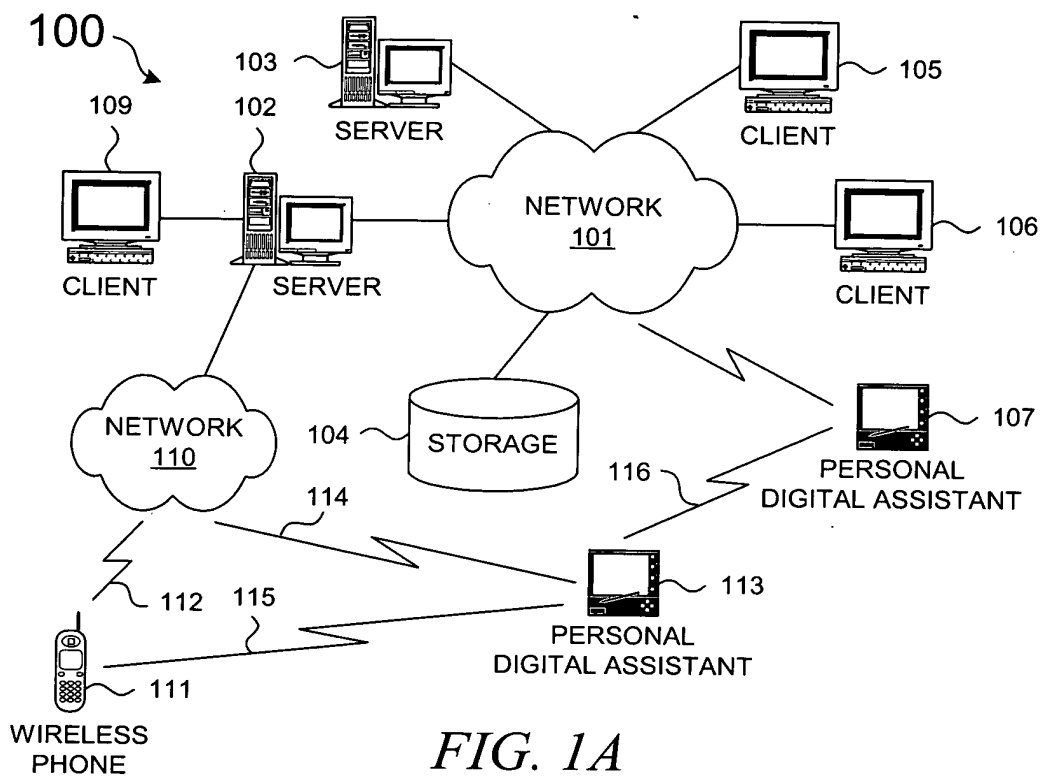 100
103
SERVER
105
CLIENT
109
102
CLIENT
SERVER
NETWORK
101
106
CLIENT
NETWORK
110
104
STORAGE
107
PERSONAL
DIGITAL ASSISTANT
116
114
112
115
113
PERSONAL
DIGITAL ASSISTANT
111
WIRELESS
PHONE
FIG. 1A